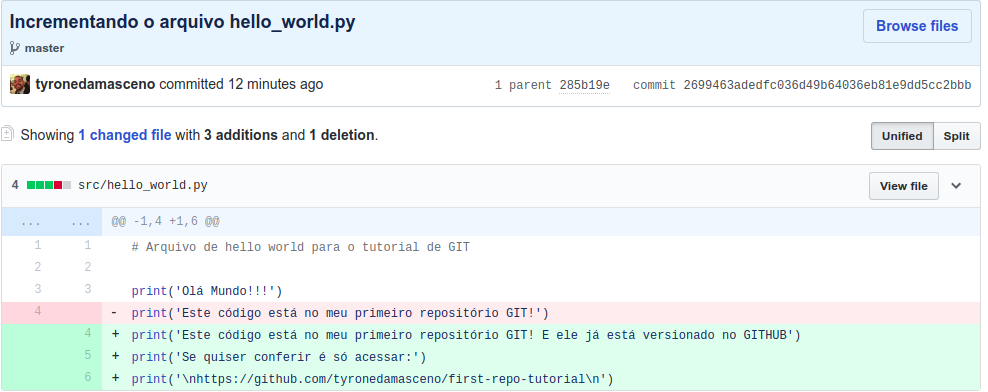 Incrementando o arquivo hello_world.py
Browse files
master
tyronedamasceno committed 12 minutes ago 1 parent 285b19e commit 2699463adedfc036d49b64036eb81e9dd5cc2bbb
Showing 1 changed file with 3 additions and 1 deletion.
Unified Split
4 src/hello_world.py View file
... ... @@ -1,4 +1,6 @@
1 1 # Arquivo de hello world para o tutorial de GIT
2 2
3 3 print('Olá Mundo!!!')
4 - print('Este código está no meu primeiro repositório GIT!')
4 + print('Este código está no meu primeiro repositório GIT! E ele já está versionado no GITHUB')
5 + print('Se quiser conferir é só acessar:')
6 + print('\nhttps://github.com/tyronedamasceno/first-repo-tutorial\n')